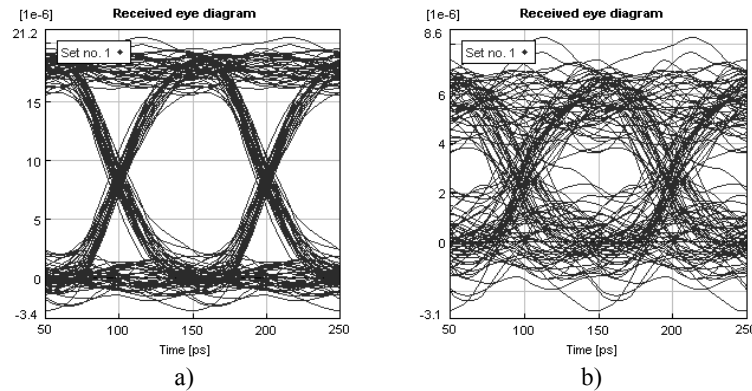 [1e-6]
Received eye diagram
21.2
Set no. 1
15
10
5
0
-3.4
50
100
150
200
250
Time [ps]
a)
[1e-6]
Received eye diagram
8.6
Set no. 1
6
4
2
0
-3.1
50
100
150
200
250
Time [ps]
b)